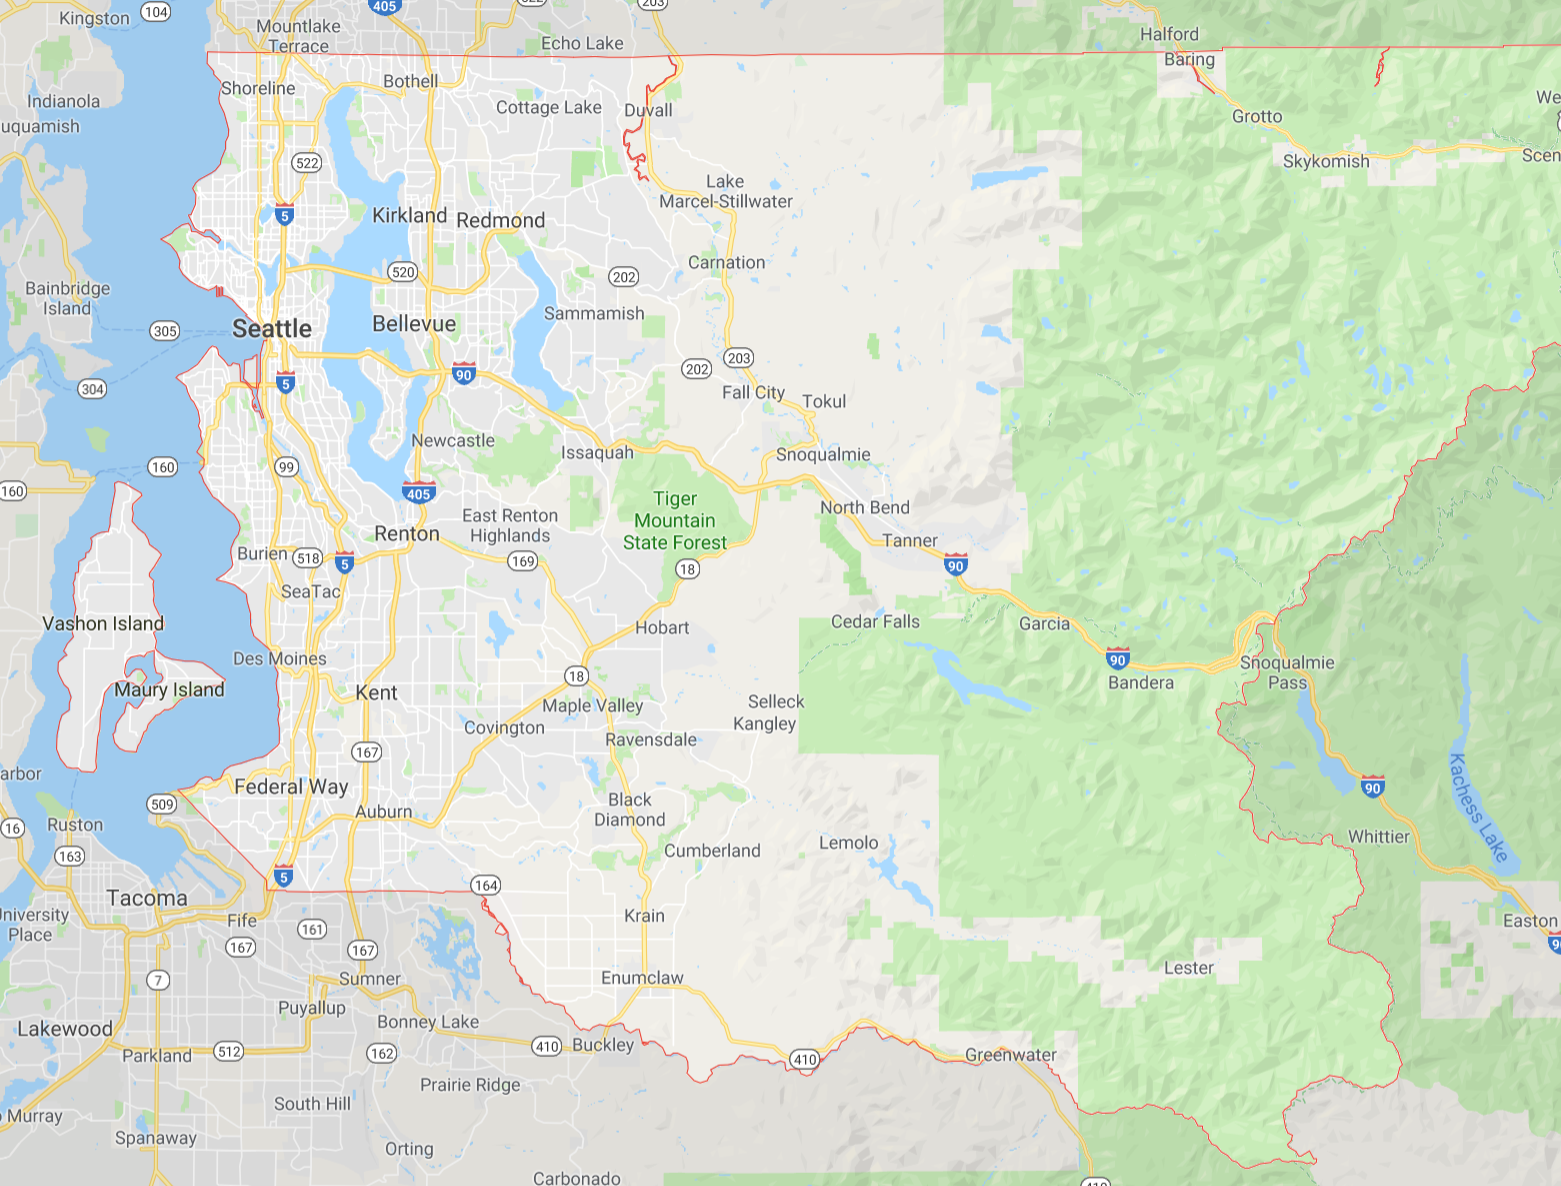 Kingston
104
405
522
203
Mountlake
Terrace
Echo Lake
Halford
Baring
Shoreline
Bothell
Indianola
uquamish
Cottage Lake
Duvall
We
Grotto
522
Skykomish
Scen
Lake
Marcel-Stillwater
5
Kirkland
Redmond
Carnation
520
202
Bainbridge
Island
Sammamish
305
Seattle
Bellevue
203
202
90
5
304
Fall City
Tokul
Newcastle
Issaquah
Snoqualmie
160
99
160
405
Tiger
Mountain
State Forest
North Bend
East Renton
Highlands
Renton
Tanner
Burien
518
5
169
18
90
SeaTac
Vashon Island
Hobart
Cedar Falls
Garcia
Des Moines
90
Snoqualmie
Pass
Bandera
18
Maury Island
Kent
Maple Valley
Selleck
Kangley
Covington
Ravensdale
167
arbor
Federal Way
90
Kachess Lake
509
Auburn
Black
Diamond
Ruston
16
163
Cumberland
Lemolo
Whittier
5
164
Tacoma
University
Place
Fife
161
Krain
Easton
167
167
90
Lester
7
Sumner
Enumclaw
Puyallup
Lakewood
Bonney Lake
Parkland
512
162
410
Buckley
410
Greenwater
Prairie Ridge
Murray
South Hill
Spanaway
Orting
Carbonado
410